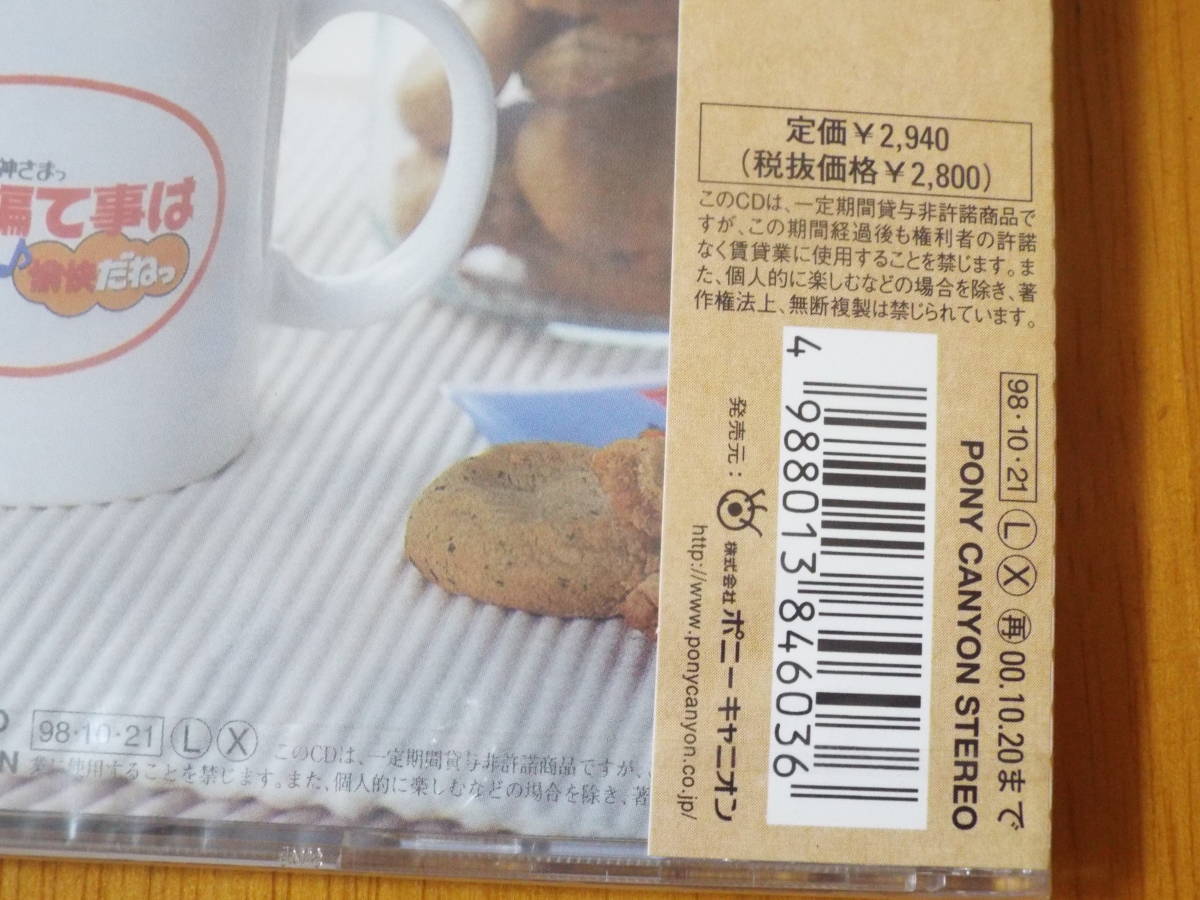 神さまっ
騙て事は
愉快だねっ
98・10・21 L X
このCDは、一定期間貸与非許諾商品ですが、
N 業に使用することを禁じます。また、個人的に楽しむなどの場合を除き、著
定価¥2,940
(税抜価格¥2,800)
このCDは、一定期間貸与非許諾商品で
すが、この期間経過後も権利者の許諾
なく賃貸業に使用することを禁じます。ま
た、個人的に楽しむなどの場合を除き、著
作権法上、無断複製は禁じられています。
98・10・21 L X 再 00.10.20まで
PONY CANYON STEREO
4 988013 846036
発売元: 株式会社 ポニーキャニオン
http://www.ponycanyon.co.jp/